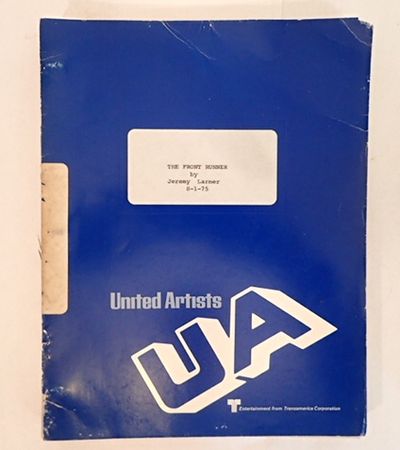 THE FRONT RUNNER
by
Jeremy Larner
8-1-75
United Artists
UA
T Entertainment from Transamerica Corporation